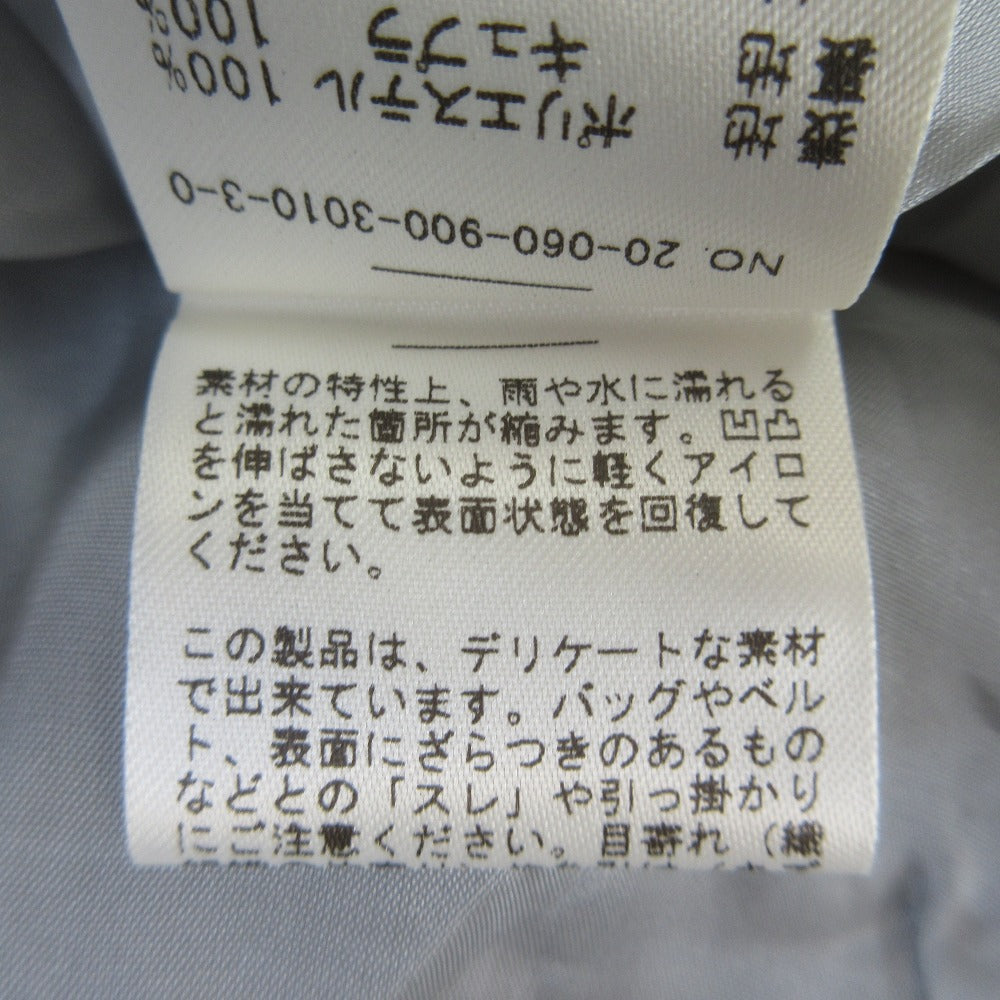 NO. 20-060-900-3010-3-0
表 地 ポリエステル 100%
裏 地 キュプラ 100%
素材の特性上、雨や水に濡れる
と濡れた箇所が縮みます。凹凸
を伸ばさないように軽くアイロ
ンを当てて表面状態を回復して
ください。
この製品は、デリケートな素材
で出来ています。バッグやベル
ト、表面にざらつきのあるもの
などとの「スレ」や引っ掛かり
にご注意ください。目寄れ（繊